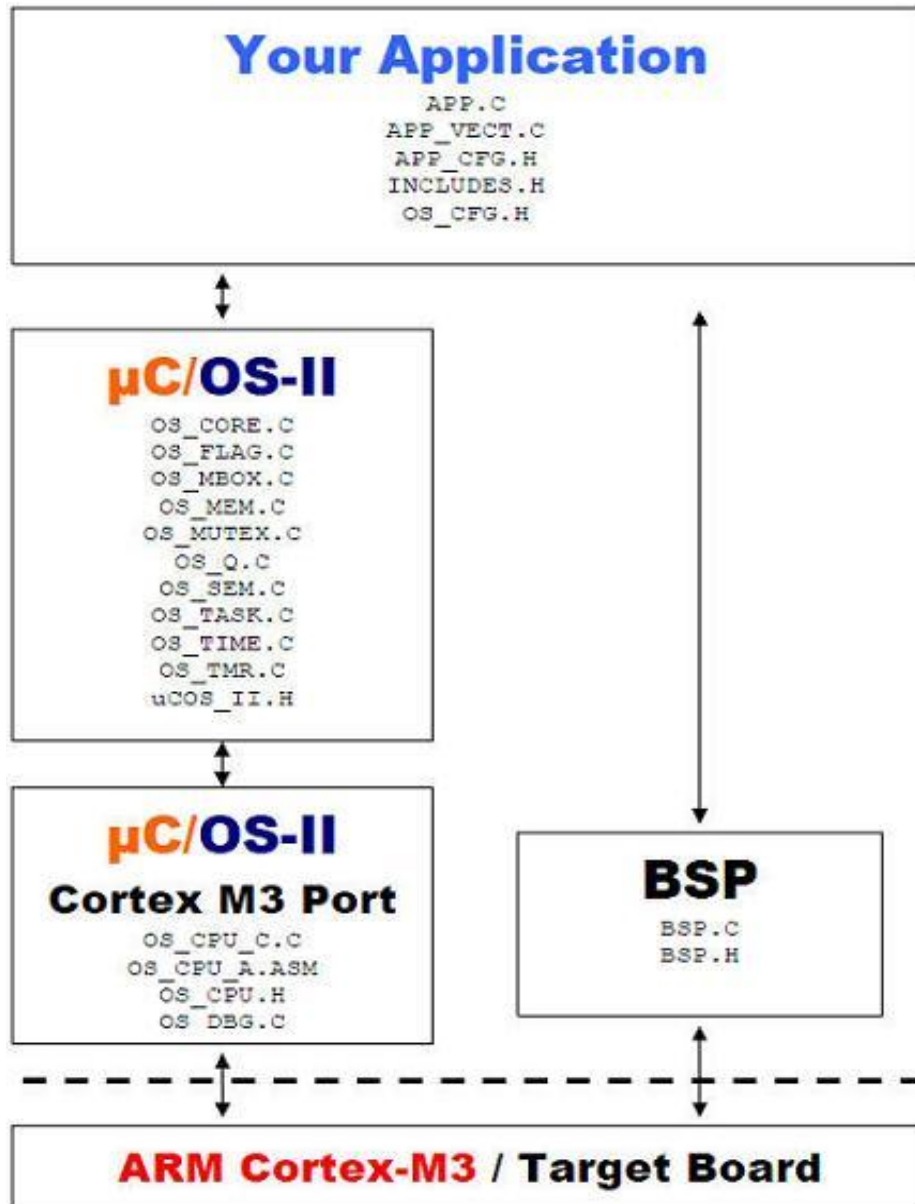 Your Application
APP.C
APP_VECT.C
APP_CFG.H
INCLUDES.H
OS_CFG.H
µC/OS-II
OS_CORE.C
OS_FLAG.C
OS_MBOX.C
OS_MEM.C
OS_MUTEX.C
OS_Q.C
OS_SEM.C
OS_TASK.C
OS_TIME.C
OS_TMR.C
uCOS_II.H
µC/OS-II
Cortex M3 Port
OS_CPU_C.C
OS_CPU_A.ASM
OS_CPU.H
OS_DBG.C
BSP
BSP.C
BSP.H
ARM Cortex-M3 / Target Board